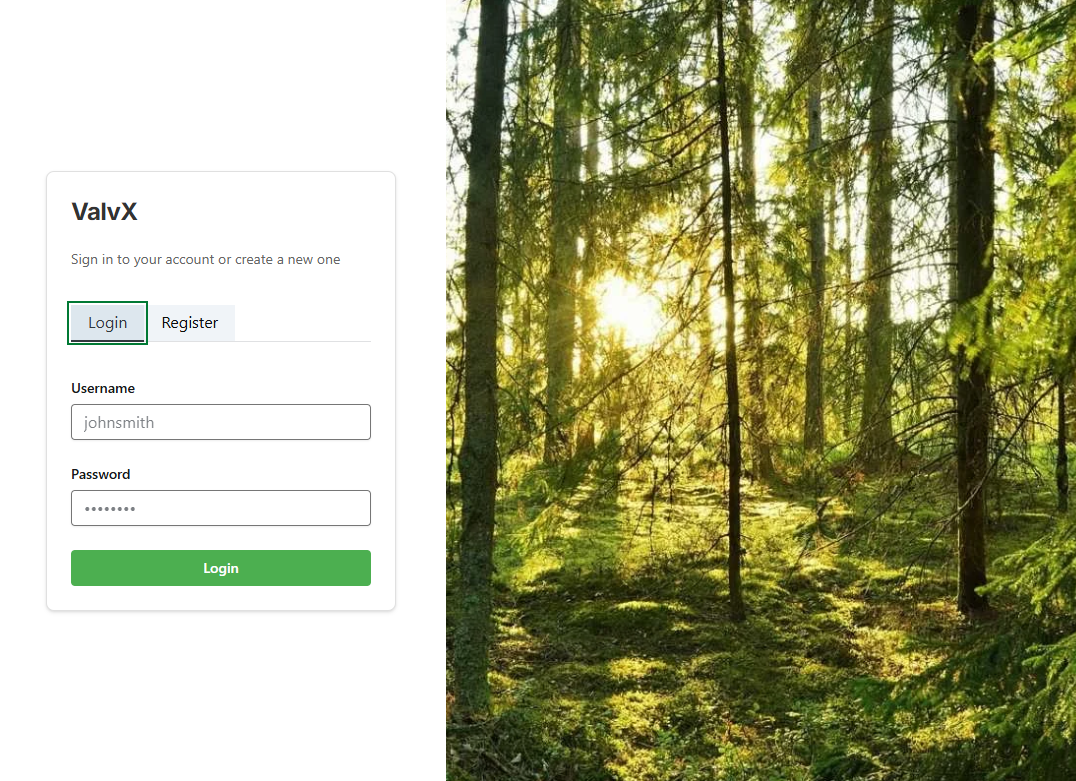 ValvX
Sign in to your account or create a new one
Login Register
Username
johnsmith
Password
••••••••
Login